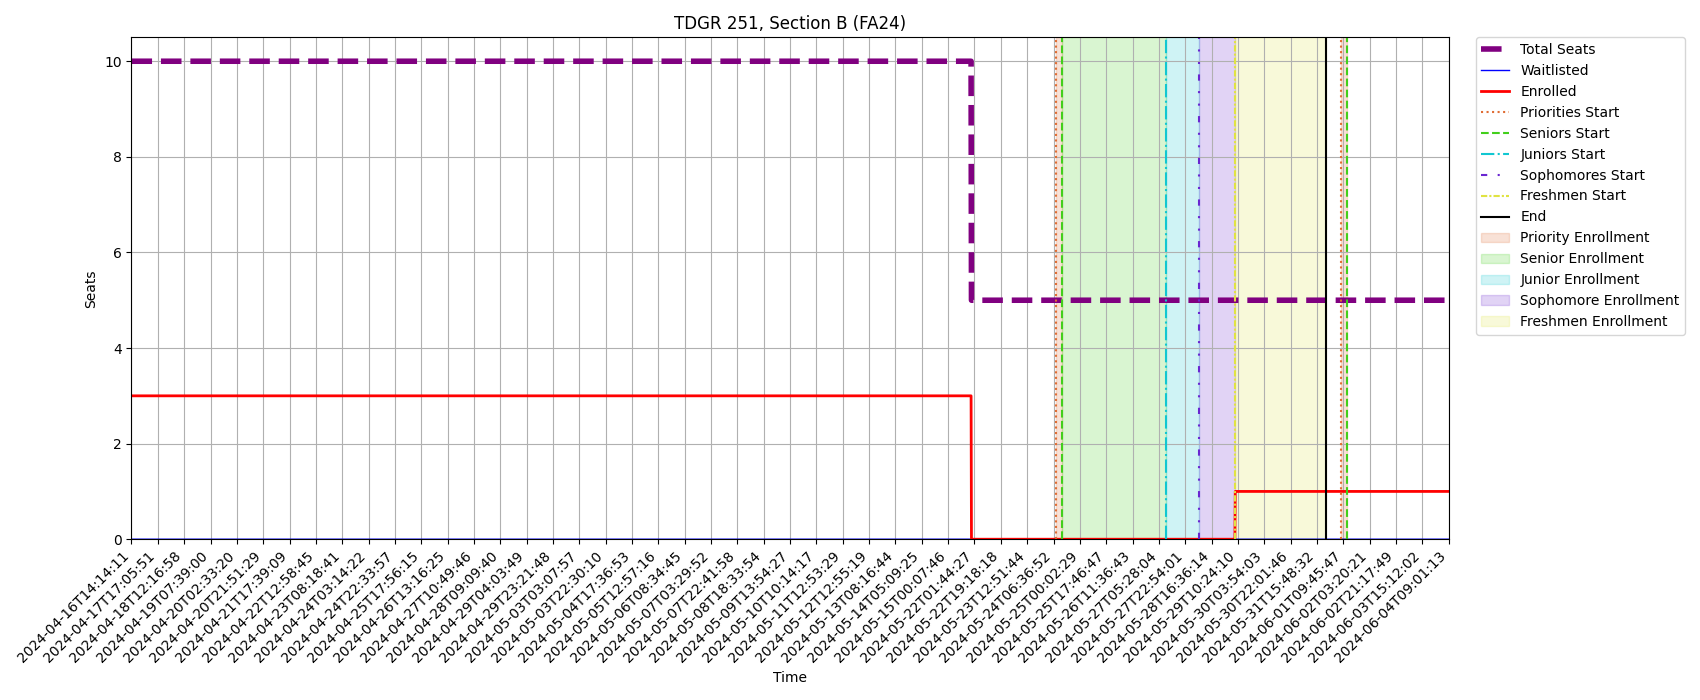 TDGR 251, Section B (FA24)
Total Seats
Waitlisted
Enrolled
Priorities Start
Seniors Start
Juniors Start
Sophomores Start
Freshmen Start
End
Priority Enrollment
Senior Enrollment
Junior Enrollment
Sophomore Enrollment
Freshmen Enrollment
Seats
10
8
6
4
2
0
2024-04-16T14:14:11
2024-04-17T17:05:51
2024-04-18T12:16:58
2024-04-19T07:39:00
2024-04-20T02:33:20
2024-04-20T21:51:29
2024-04-21T17:39:09
2024-04-22T12:58:45
2024-04-23T08:18:41
2024-04-24T03:14:22
2024-04-24T22:33:57
2024-04-25T17:56:15
2024-04-26T13:16:25
2024-04-27T10:49:46
2024-04-28T09:09:40
2024-04-29T04:03:49
2024-04-29T23:21:48
2024-05-03T03:07:57
2024-05-03T22:30:10
2024-05-04T17:36:53
2024-05-05T12:57:16
2024-05-06T08:34:45
2024-05-07T03:29:52
2024-05-07T22:41:58
2024-05-08T18:33:54
2024-05-09T13:54:27
2024-05-10T10:14:17
2024-05-11T12:53:29
2024-05-12T12:55:19
2024-05-13T08:16:44
2024-05-14T05:09:25
2024-05-15T00:07:46
2024-05-22T01:44:27
2024-05-22T19:18:18
2024-05-23T12:51:44
2024-05-24T06:36:52
2024-05-25T00:02:29
2024-05-25T17:46:47
2024-05-26T11:36:43
2024-05-27T05:28:04
2024-05-27T22:54:01
2024-05-28T16:36:14
2024-05-29T10:24:10
2024-05-30T03:54:03
2024-05-30T22:01:46
2024-05-31T15:48:32
2024-06-01T09:45:47
2024-06-02T03:20:21
2024-06-02T21:17:49
2024-06-03T15:12:02
2024-06-04T09:01:13
Time